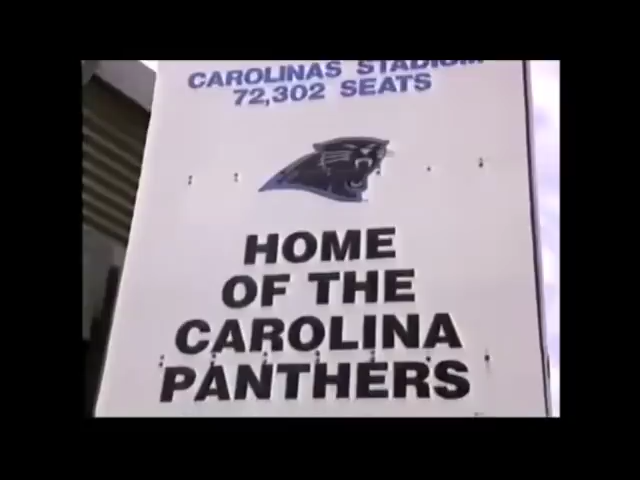 CAROLINAS STADIUM
72,302 SEATS
HOME
OF THE
CAROLINA
PANTHERS